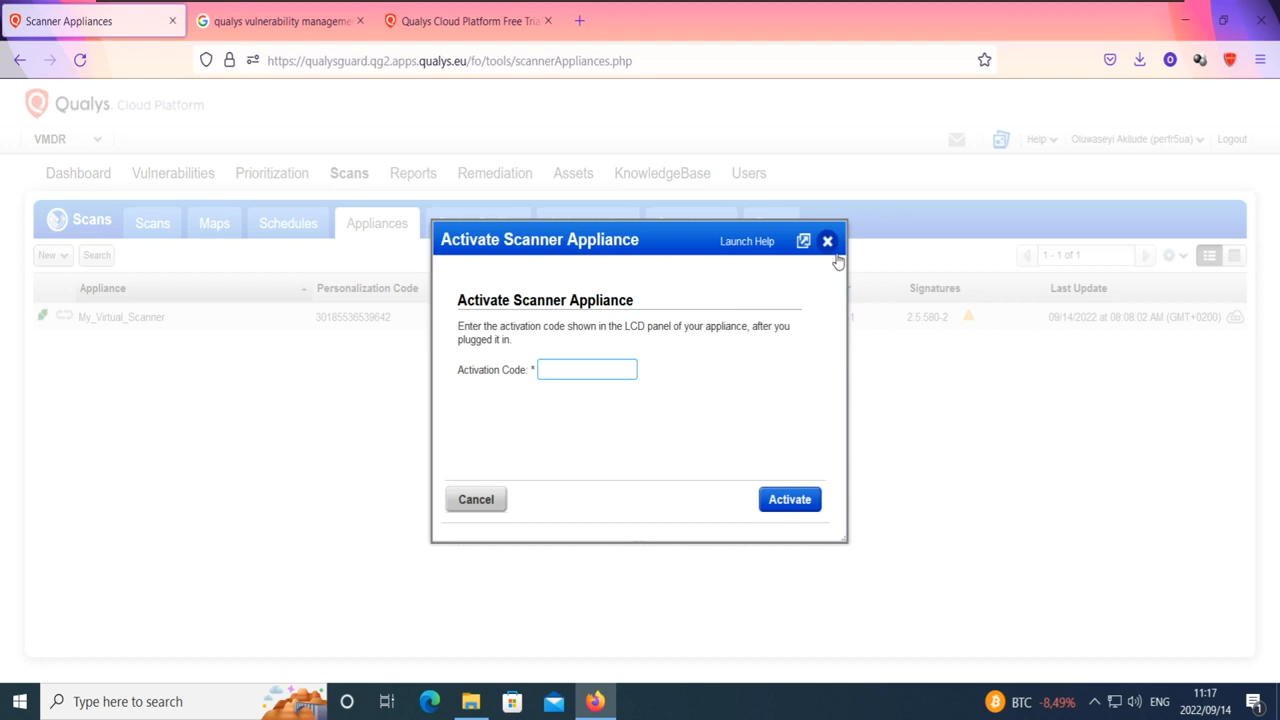 Scanner Appliances
qualys vulnerability manageme
Qualys Cloud Platform Free Tria
https://qualysguard.qg2.apps.qualys.eu/fo/tools/scannerAppliances.php
Qualys. Cloud Platform
VMDR
Help
Oluwaseyi Akilude (perfr5ua)
Logout
Dashboard
Vulnerabilities
Prioritization
Scans
Reports
Remediation
Assets
KnowledgeBase
Users
Scans
Scans
Maps
Schedules
Appliances
New
Search
1 - 1 of 1
Appliance
Personalization Code
Signatures
Last Update
My_Virtual_Scanner
30185536539642
2.5.580-2
09/14/2022 at 08:08:02 AM (GMT+0200)
Activate Scanner Appliance
Launch Help
Activate Scanner Appliance
Enter the activation code shown in the LCD panel of your appliance, after you
plugged it in.
Activation Code: *
Cancel
Activate
Type here to search
BTC -8,49%
ENG
11:17
2022/09/14
1